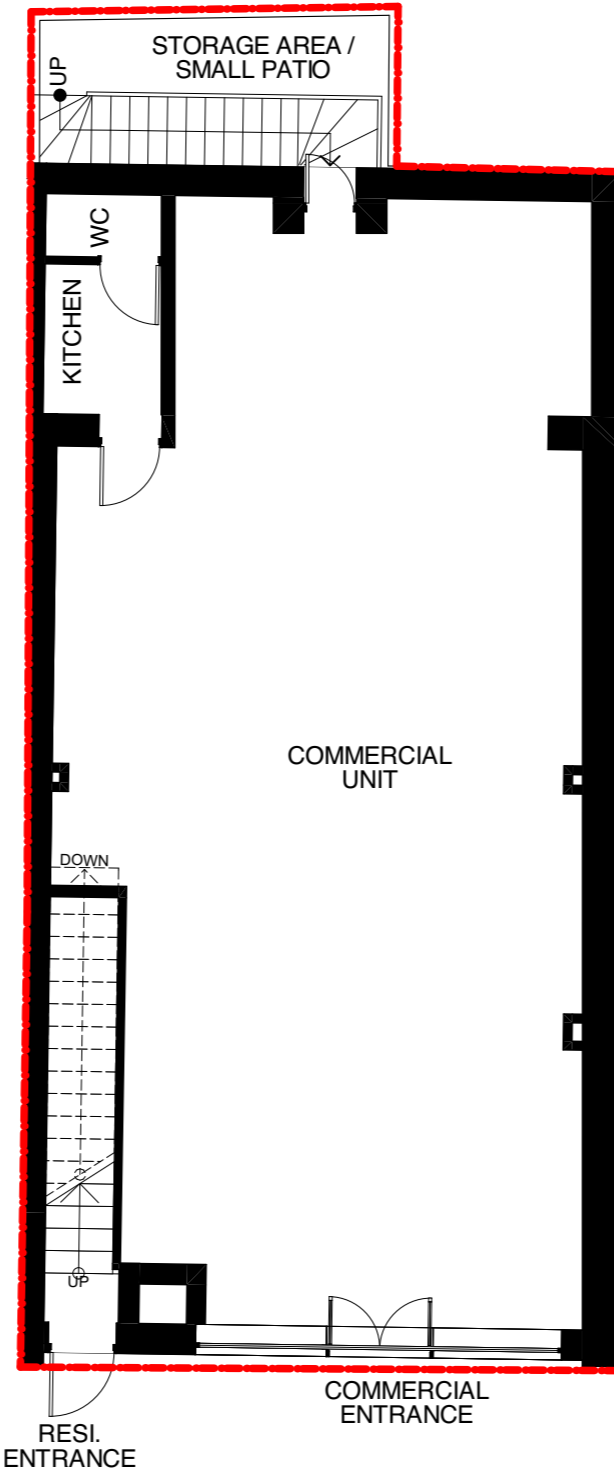 STORAGE AREA /
SMALL PATIO
UP
WC
KITCHEN
COMMERCIAL
UNIT
DOWN
UP
COMMERCIAL
ENTRANCE
RESI.
ENTRANCE